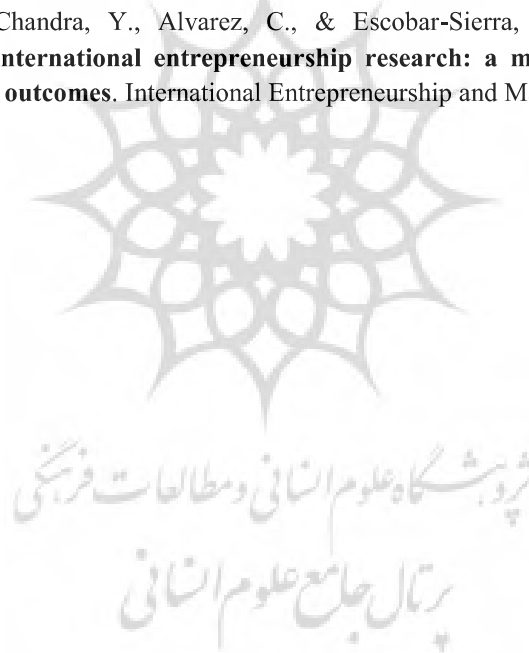 Chandra, Y., Alvarez, C., & Escobar-Sierra,
nternational entrepreneurship research: a m
outcomes. International Entrepreneurship and M
پژوهشگاه علوم انسانی و مطالعات فرهنگی
پرتال جامع علوم انسانی